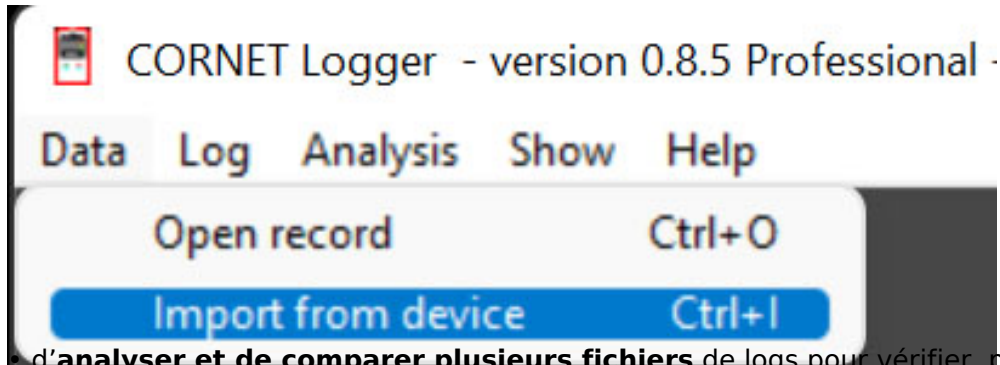 CORNET Logger - version 0.8.5 Professional -
Data Log Analysis Show Help
Open record Ctrl+O
Import from device Ctrl+I
• d’analyser et de comparer plusieurs fichiers de logs pour vérifier,